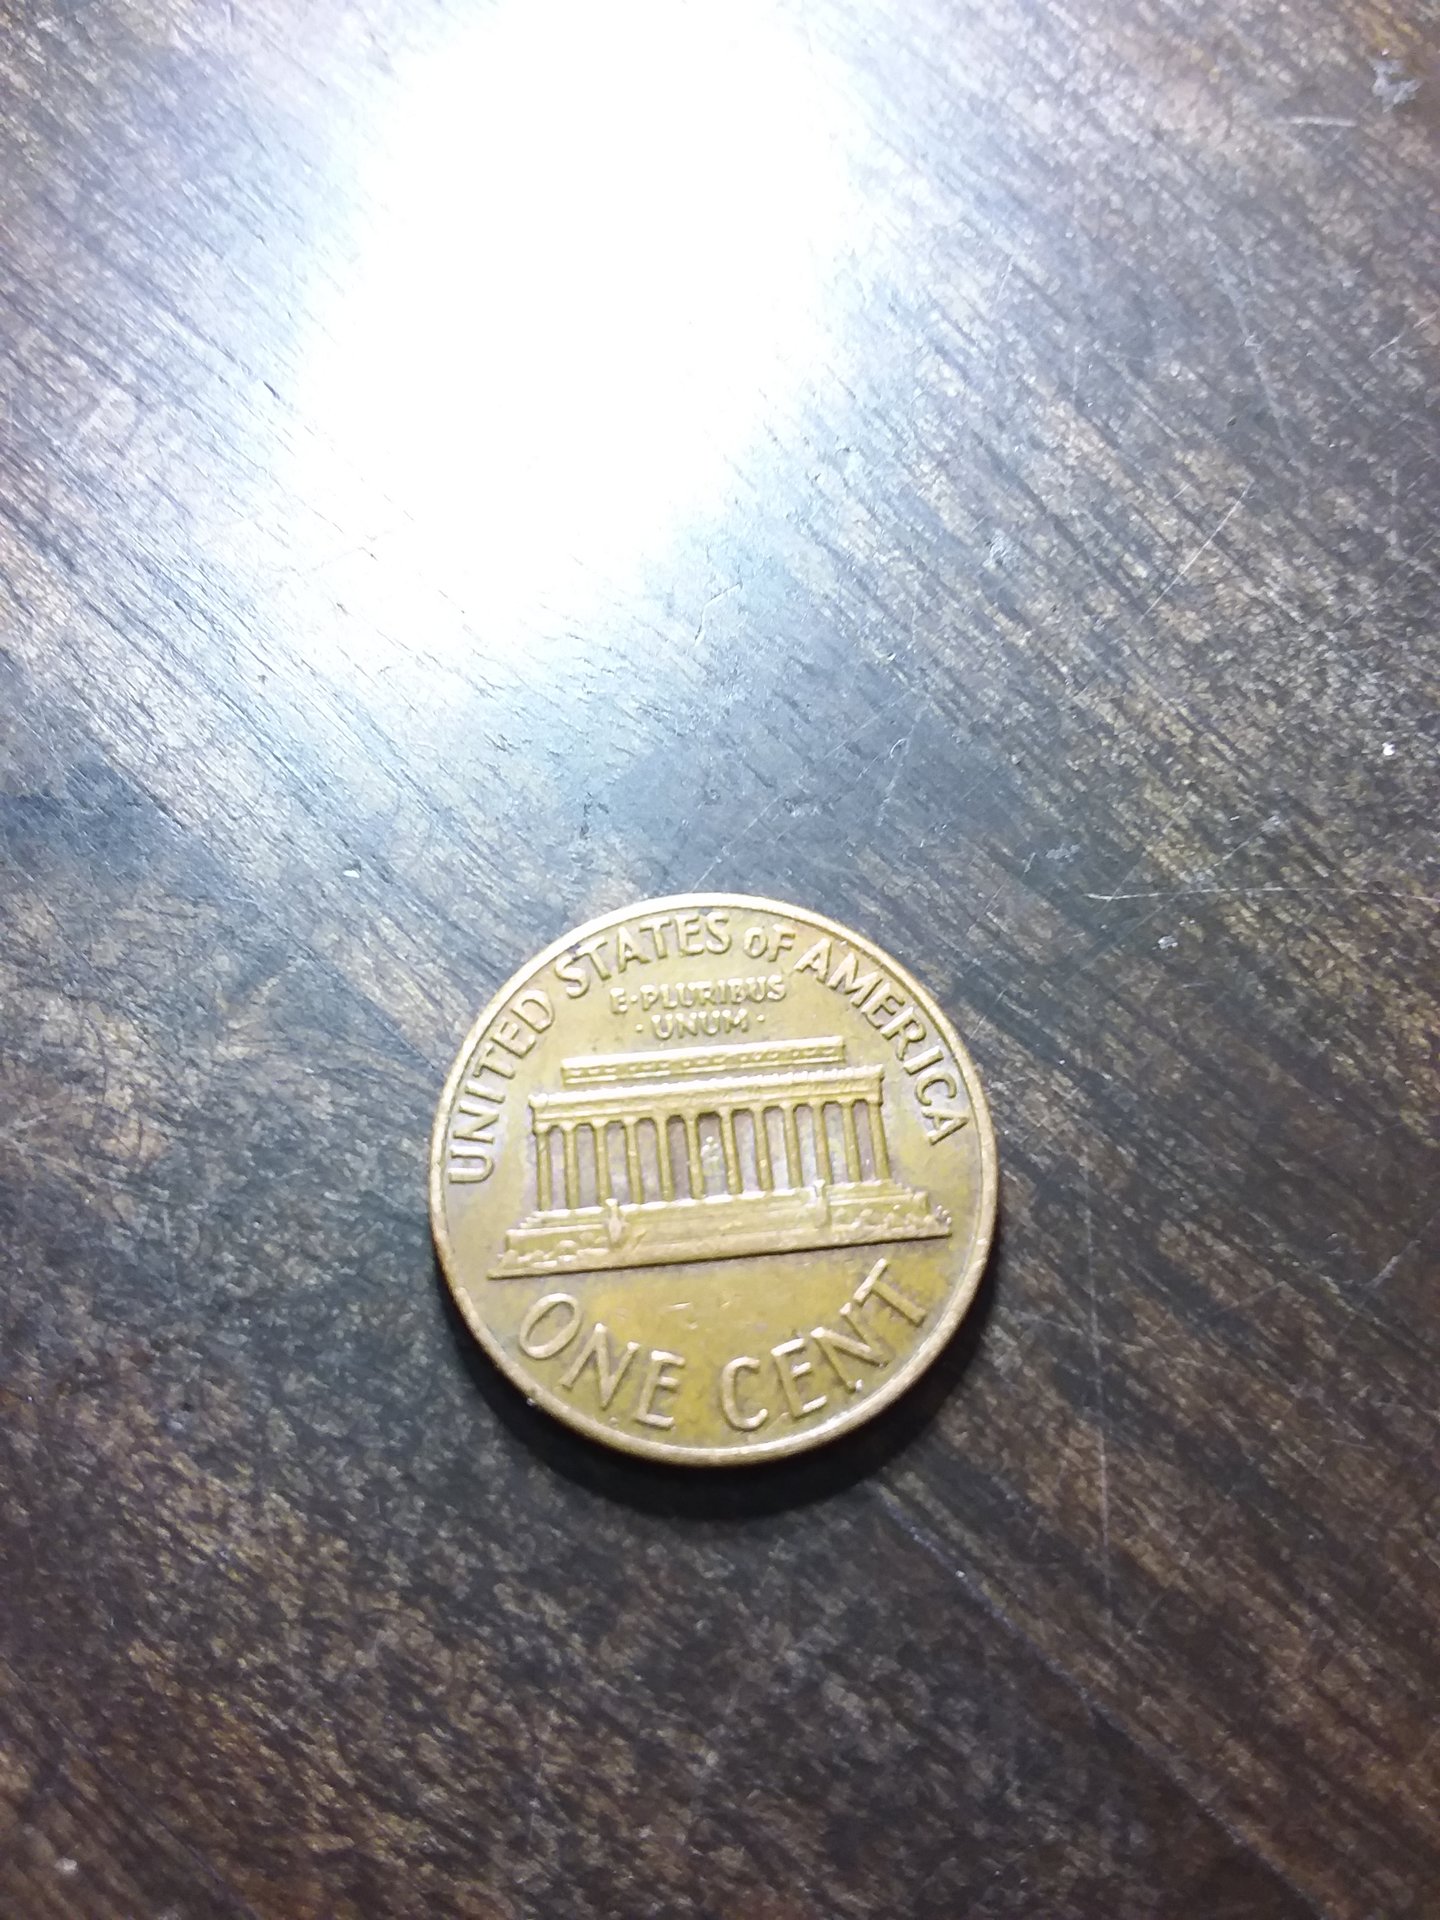 UNITED STATES OF AMERICA
E·PLURIBUS
·UNUM·
ONE CENT